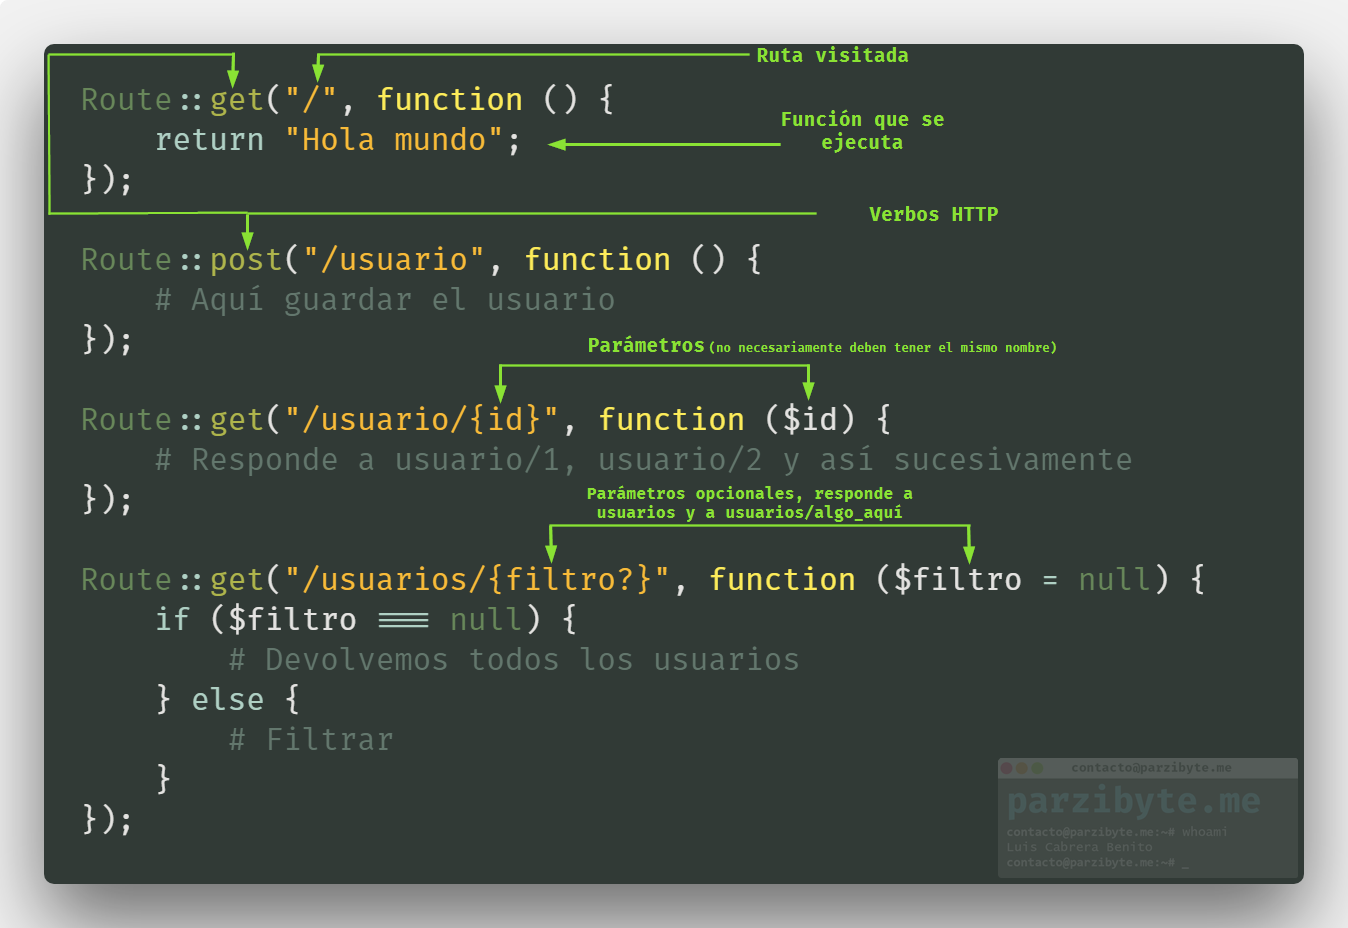 Ruta visitada
Route::get("/", function () {
Función que se
ejecuta
return "Hola mundo";
});
Verbos HTTP
Route::post("/usuario", function () {
# Aquí guardar el usuario
});
Parámetros (no necesariamente deben tener el mismo nombre)
Route::get("/usuario/{id}", function ($id) {
# Responde a usuario/1, usuario/2 y así sucesivamente
});
Parámetros opcionales, responde a
usuarios y a usuarios/algo_aquí
Route::get("/usuarios/{filtro?}", function ($filtro = null) {
if ($filtro === null) {
# Devolvemos todos los usuarios
} else {
# Filtrar
}
});
contacto@parzibyte.me
parzibyte.me
contacto@parzibyte.me:~# whoami
Luis Cabrera Benito
contacto@parzibyte.me:~# _